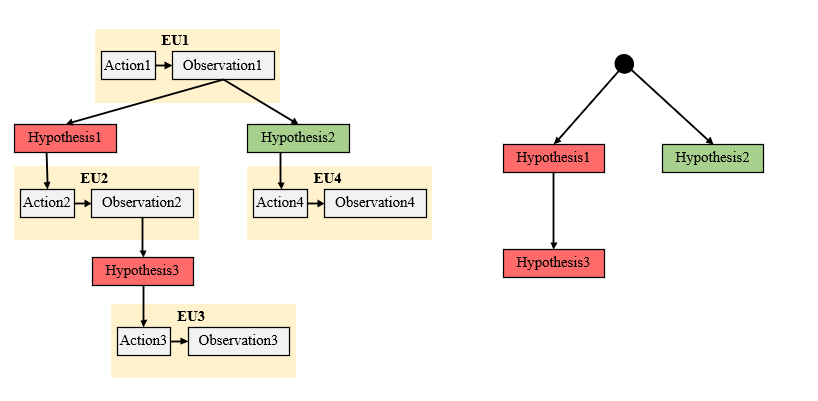 EU1
Action1
Observation1
Hypothesis1
Hypothesis2
EU2
Action2
Observation2
EU4
Action4
Observation4
Hypothesis3
EU3
Action3
Observation3
Hypothesis1
Hypothesis2
Hypothesis3